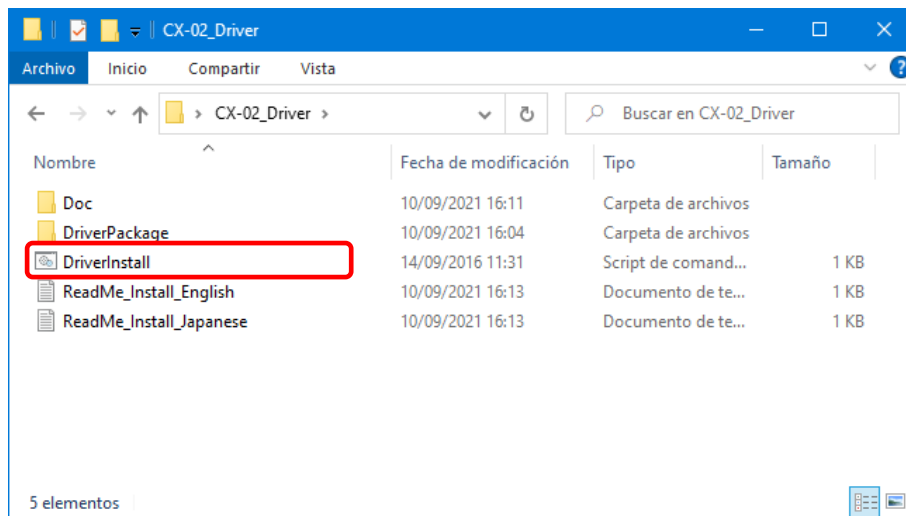 CX-02_Driver
Archivo Inicio Compartir Vista
CX-02_Driver Buscar en CX-02_Driver
Nombre Fecha de modificación Tipo Tamaño
Doc 10/09/2021 16:11 Carpeta de archivos
DriverPackage 10/09/2021 16:04 Carpeta de archivos
DriverInstall 14/09/2016 11:31 Script de comand... 1 KB
ReadMe_Install_English 10/09/2021 16:13 Documento de te... 1 KB
ReadMe_Install_Japanese 10/09/2021 16:13 Documento de te... 1 KB
5 elementos